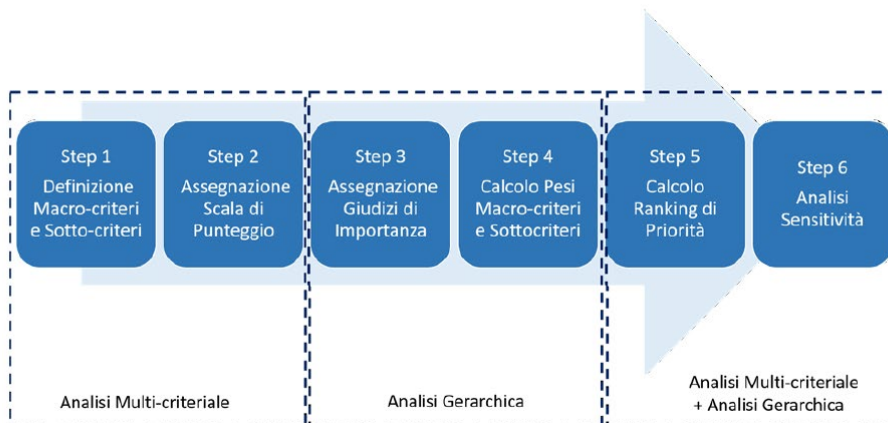 Step 1
Definizione
Macro-criteri
e Sotto-criteri
Step 2
Assegnazione
Scala di
Punteggio
Step 3
Assegnazione
Giudizi di
Importanza
Step 4
Calcolo Pesi
Macro-criteri
e Sottocriteri
Step 5
Calcolo
Ranking di
Priorità
Step 6
Analisi
Sensitività
Analisi Multi-criteriale
Analisi Gerarchica
Analisi Multi-criteriale
+ Analisi Gerarchica